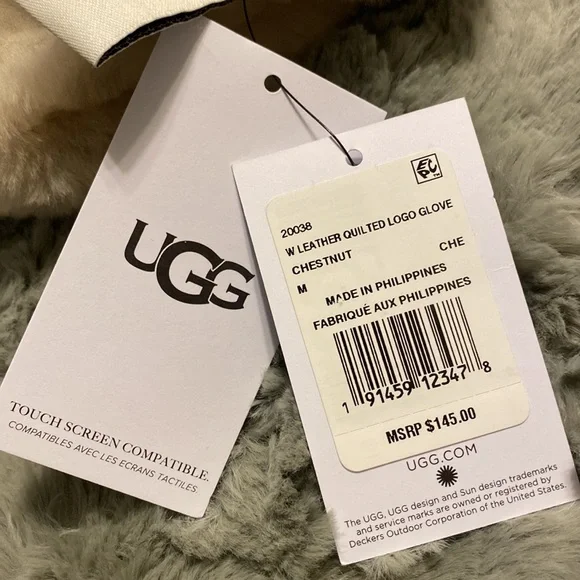 UGG
TOUCH SCREEN COMPATIBLE.
COMPATIBLES AVEC LES ECRANS TACTILES.
EPC™
20038
W LEATHER QUILTED LOGO GLOVE
CHESTNUT CHE
M MADE IN PHILIPPINES
FABRIQUÉ AUX PHILIPPINES
1 91459 12347 8
MSRP $145.00
UGG.COM
The UGG, UGG design and Sun design trademarks
and service marks are owned or registered by
Deckers Outdoor Corporation of the United States.